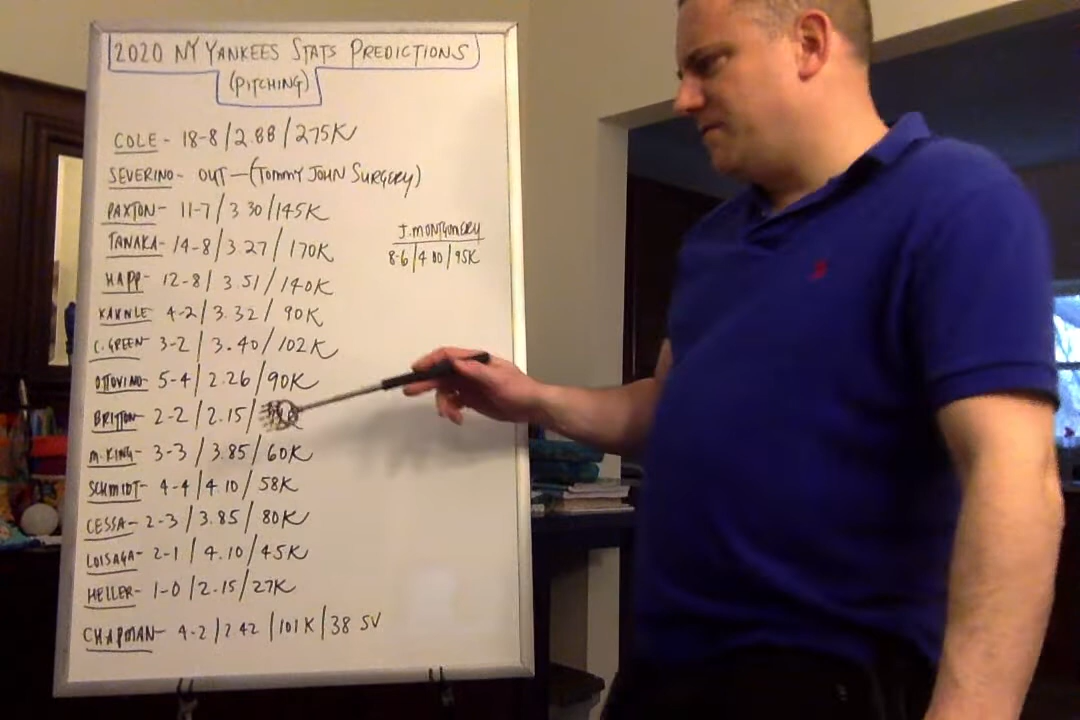 2020 NY YANKEES STATS PREDICTIONS
(PITCHING)
COLE - 18-8/2.88/275K
SEVERINO - OUT - (TOMMY JOHN SURGERY)
PAXTON - 11-7/3.30/145K
TANAKA - 14-8/3.27/170K
HAPP - 12-8/3.51/140K
KAHNLE 4-2/3.32/90K
C. GREEN - 3-2/3.40/102K
OTTOVINO - 5-4/2.26/90K
BRITTON - 2-2/2.15/
M. KING - 3-3/3.85/60K
SCHMIDT - 4-4/4.10/58K
CESSA - 2-3/3.85/80K
LOISAGA - 2-1/4.10/45K
HELLER - 1-0/2.15/27K
CHAPMAN - 4-2/2.42/101K/38 SV
J. MONTGOMERY
8-6/4.00/95K